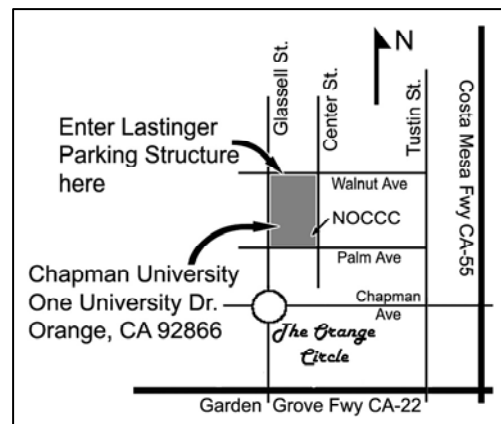 N
Glassell St.
Center St.
Tustin St.
Costa Mesa Fwy CA-55
Enter Lastinger
Parking Structure
here
Walnut Ave
NOCCC
Palm Ave
Chapman University
One University Dr.
Orange, CA 92866
Chapman
Ave
The Orange
Circle
Garden Grove Fwy CA-22